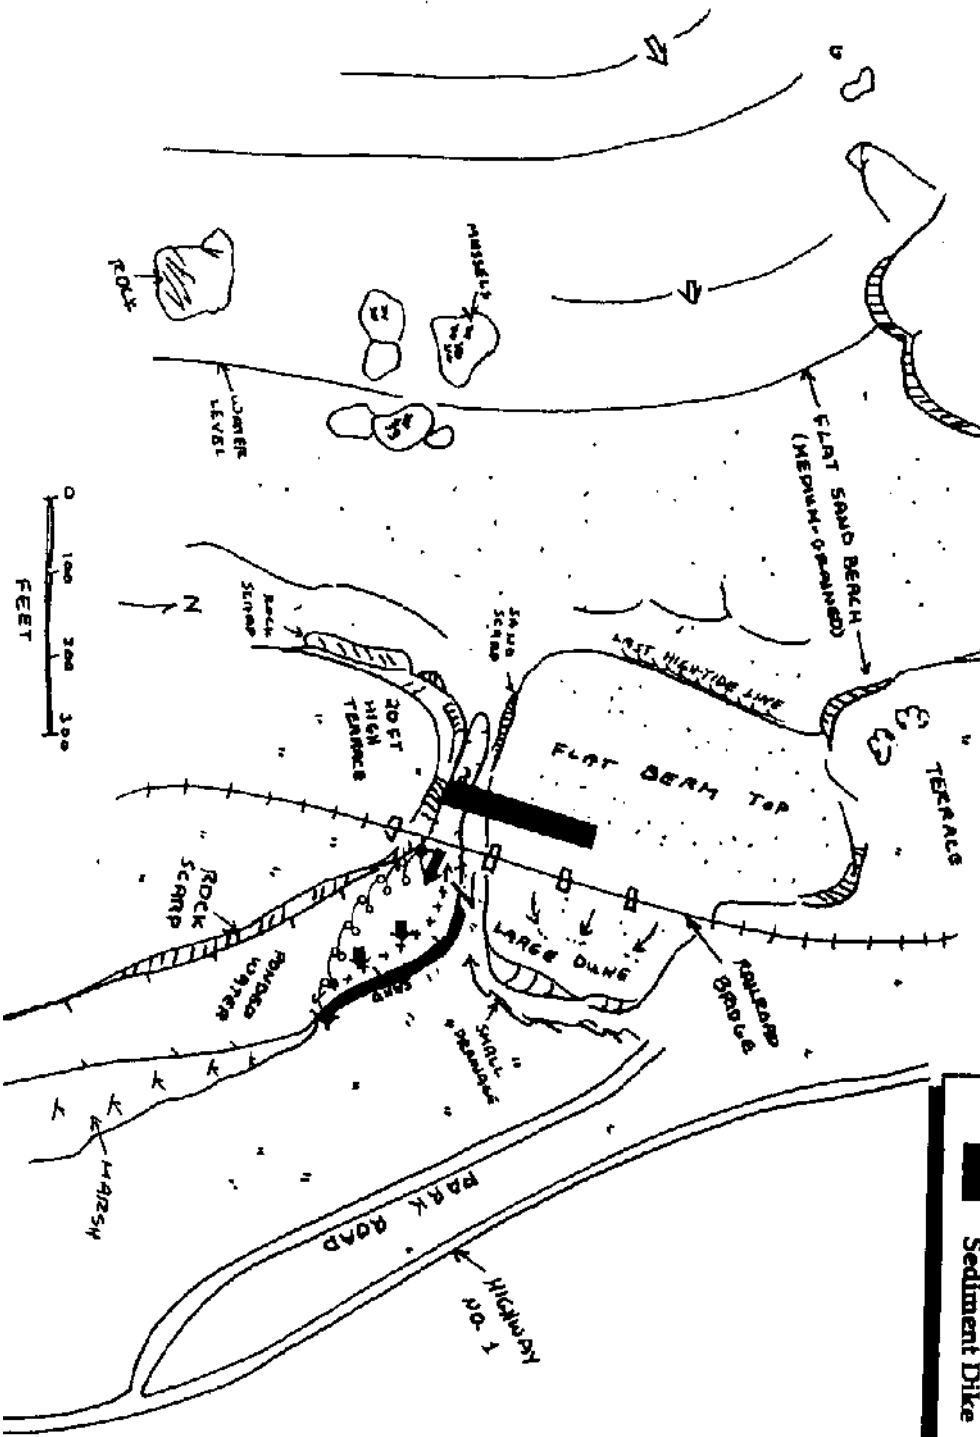 MUSSELS
ROCK
WATER
LEVEL
FLAT SAND BEACH
(MEDIUM-GRAINED)
0 100 200 300
FEET
N
ROCK
SCARP
SAND
SCARP
LAST HIGH-TIDE LINE
20 FT
HIGH
TERRACE
FLAT BERM TOP
TERRACE
ROCK
SCARP
PONDED
WATER
SAND
LARGE DUNE
SMALL
DRAINAGE
RAILROAD
BRIDGE
MARSH
PARK ROAD
HIGHWAY
NO. 1
Sediment Dike